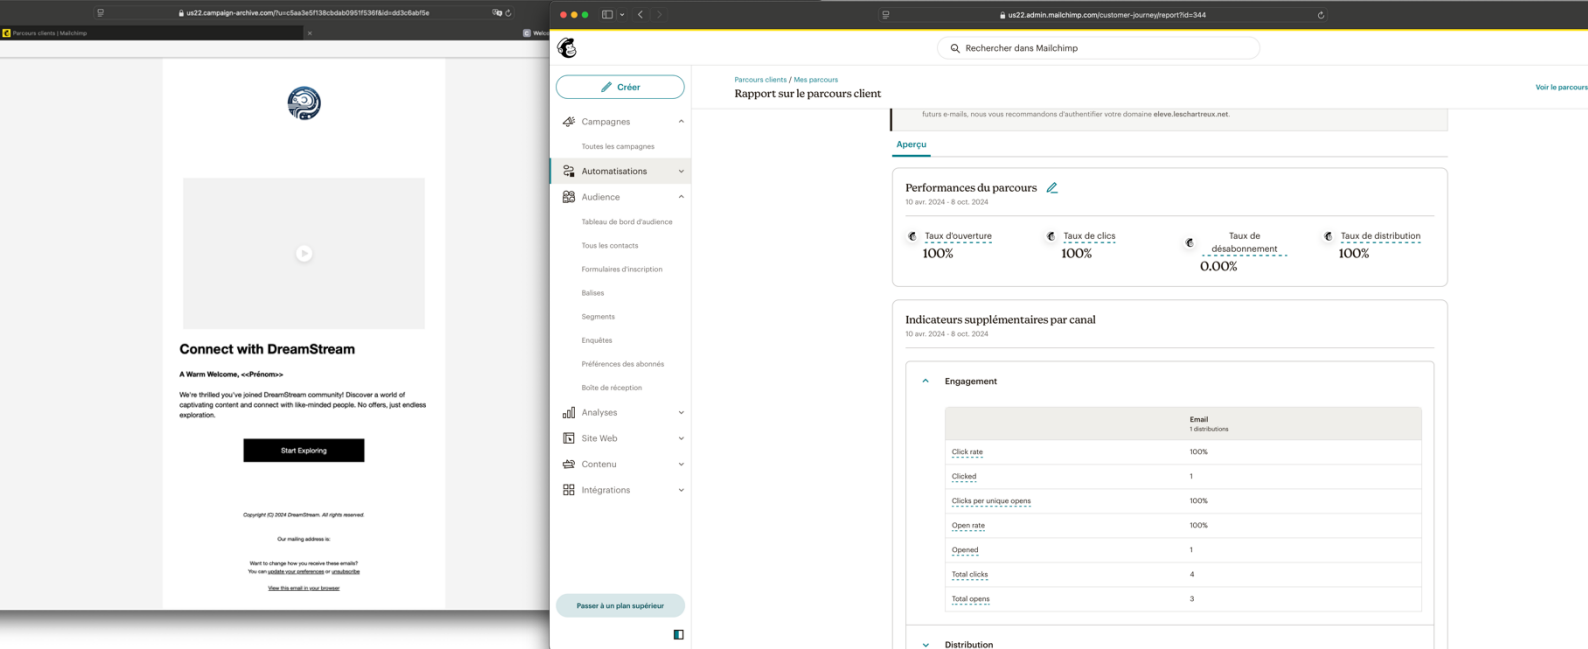 us22.campaign-archive.com/?u=c5aa3e5f138cbdab0951f536f&id=dd3c6abf5e
Parcours clients | Mailchimp
Welco
Connect with DreamStream
A Warm Welcome, <<Prénom>>
We're thrilled you've joined DreamStream community! Discover a world of
captivating content and connect with like-minded people. No offers, just endless
exploration.
Start Exploring
Copyright (C) 2024 DreamStream. All rights reserved.
Our mailing address is:
Want to change how you receive these emails?
You can update your preferences or unsubscribe
View this email in your browser
us22.admin.mailchimp.com/customer-journey/report?id=344
Rechercher dans Mailchimp
Créer
Campagnes
Toutes les campagnes
Automatisations
Audience
Tableau de bord d'audience
Tous les contacts
Formulaires d'inscription
Balises
Segments
Enquêtes
Préférences des abonnés
Boîte de réception
Analyses
Site Web
Contenu
Intégrations
Passer à un plan supérieur
Parcours clients / Mes parcours
Rapport sur le parcours client
Voir le parcours
futurs e-mails, nous vous recommandons d'authentifier votre domaine eleve.leschartreux.net.
Aperçu
Performances du parcours
10 avr. 2024 - 8 oct. 2024
Taux d'ouverture
100%
Taux de clics
100%
Taux de
désabonnement
0.00%
Taux de distribution
100%
Indicateurs supplémentaires par canal
10 avr. 2024 - 8 oct. 2024
Engagement
Email
1 distributions
Click rate 100%
Clicked 1
Clicks per unique opens 100%
Open rate 100%
Opened 1
Total clicks 4
Total opens 3
Distribution